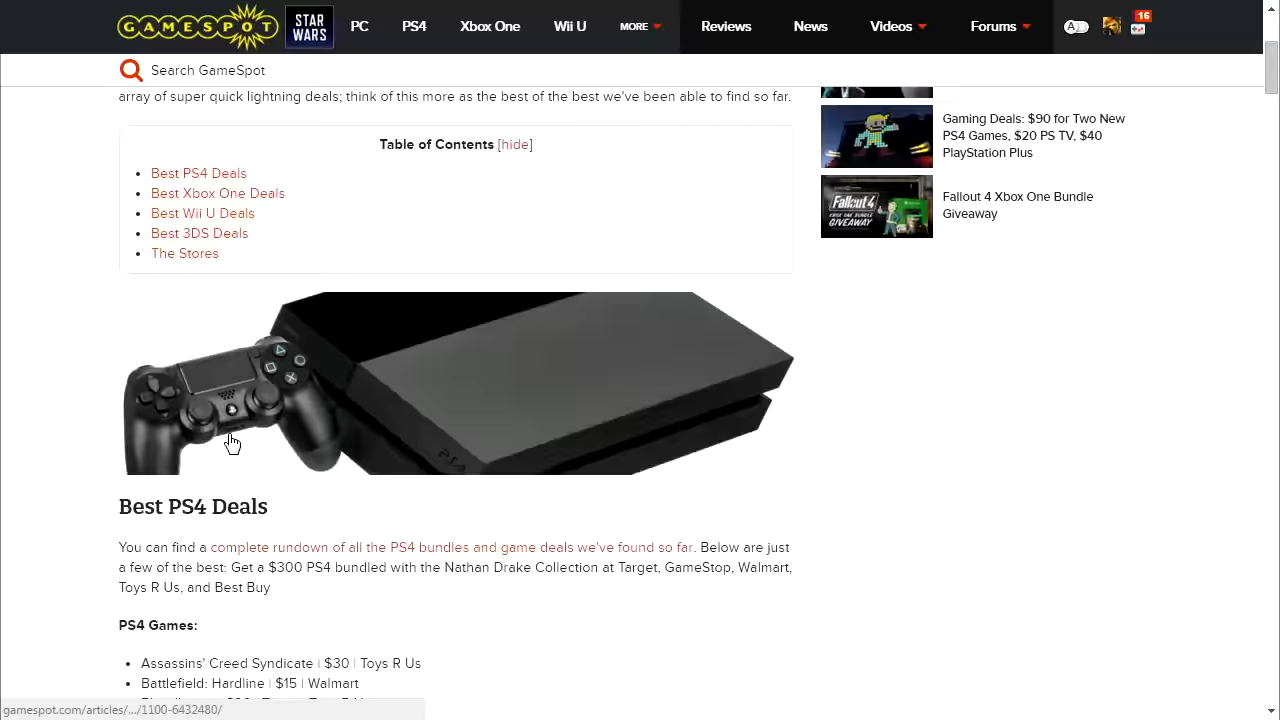 GAMESPOT
STAR WARS
PC
PS4
Xbox One
Wii U
MORE
Reviews
News
Videos
Forums
16
Search GameSpot
array of super quick lightning deals; think of this more as the best of the best we've been able to find so far.
Table of Contents [hide]
Best PS4 Deals
Best Xbox One Deals
Best Wii U Deals
Best 3DS Deals
The Stores
Gaming Deals: $90 for Two New
PS4 Games, $20 PS TV, $40
PlayStation Plus
Fallout 4
XBOX ONE BUNDLE
GIVEAWAY
Fallout 4 Xbox One Bundle
Giveaway
PS4
Best PS4 Deals
You can find a complete rundown of all the PS4 bundles and game deals we've found so far. Below are just
a few of the best: Get a $300 PS4 bundled with the Nathan Drake Collection at Target, GameStop, Walmart,
Toys R Us, and Best Buy
PS4 Games:
Assassins' Creed Syndicate | $30 | Toys R Us
Battlefield: Hardline | $15 | Walmart
gamespot.com/articles/.../1100-6432480/